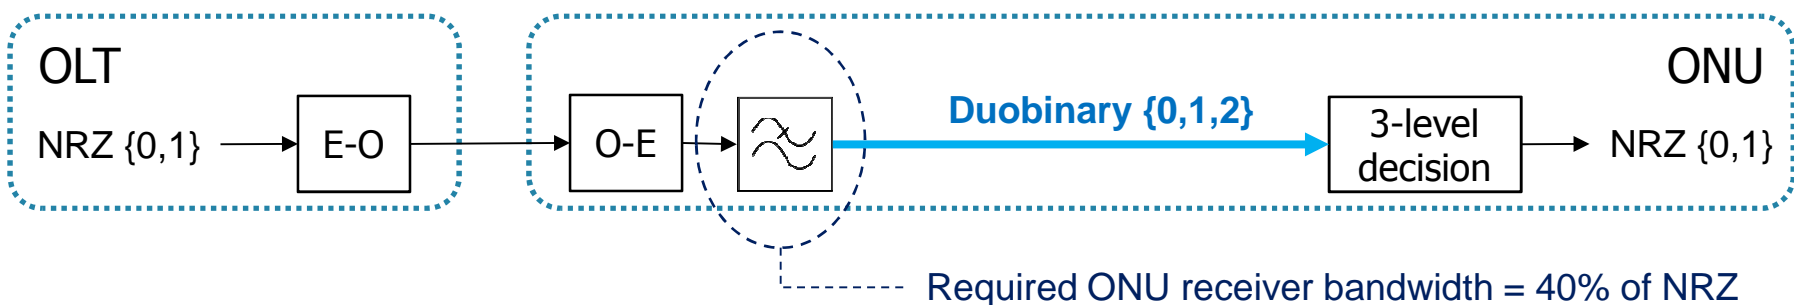 OLT
NRZ {0,1}
E-O
O-E
Duobinary {0,1,2}
3-level
decision
ONU
NRZ {0,1}
Required ONU receiver bandwidth = 40% of NRZ